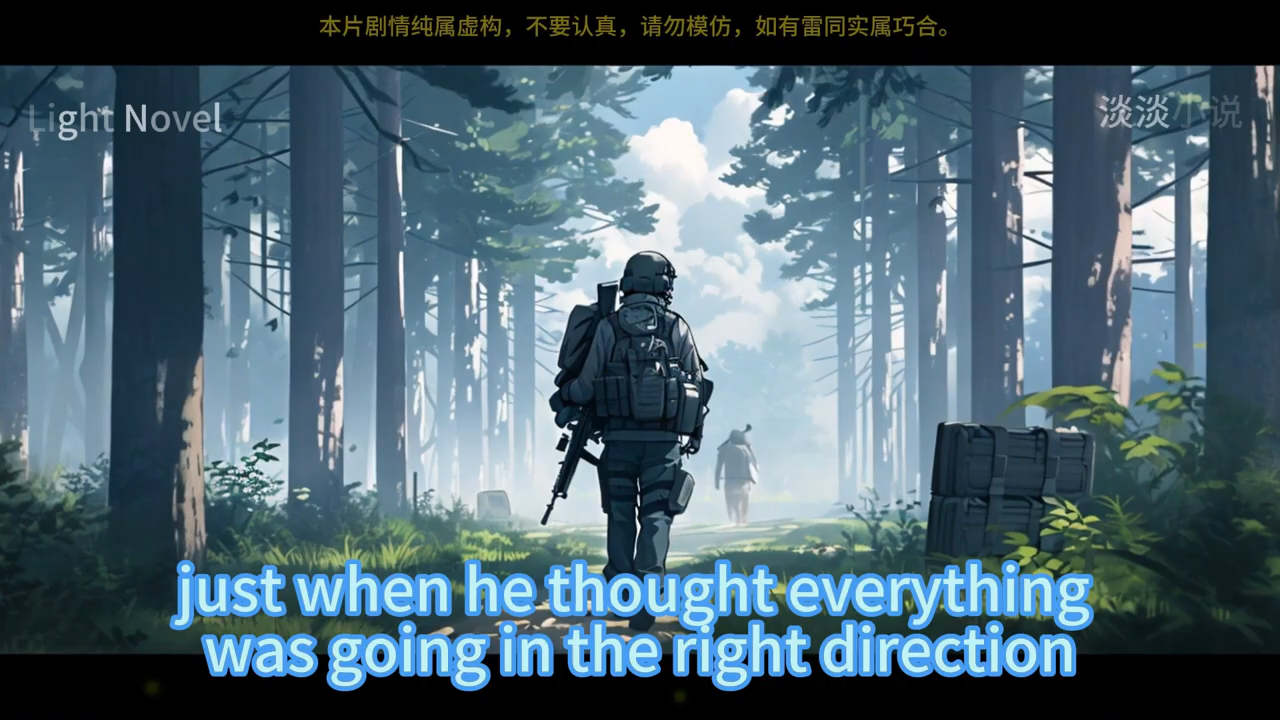 本片剧情纯属虚构，不要认真，请勿模仿，如有雷同实属巧合。
Light Novel
淡淡小说
just when he thought everything
was going in the right direction